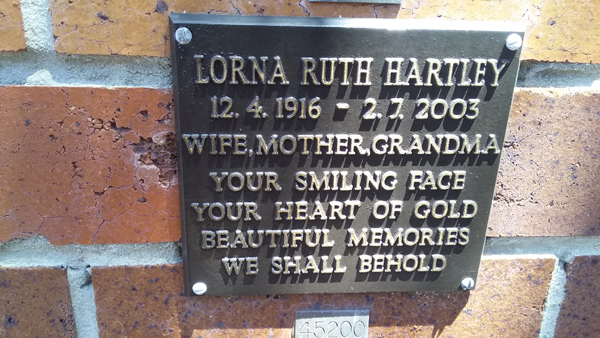 LORNA RUTH HARTLEY
12. 4. 1916 - 2. 7. 2003
WIFE, MOTHER, GRANDMA
YOUR SMILING FACE
YOUR HEART OF GOLD
BEAUTIFUL MEMORIES
WE SHALL BEHOLD
45200